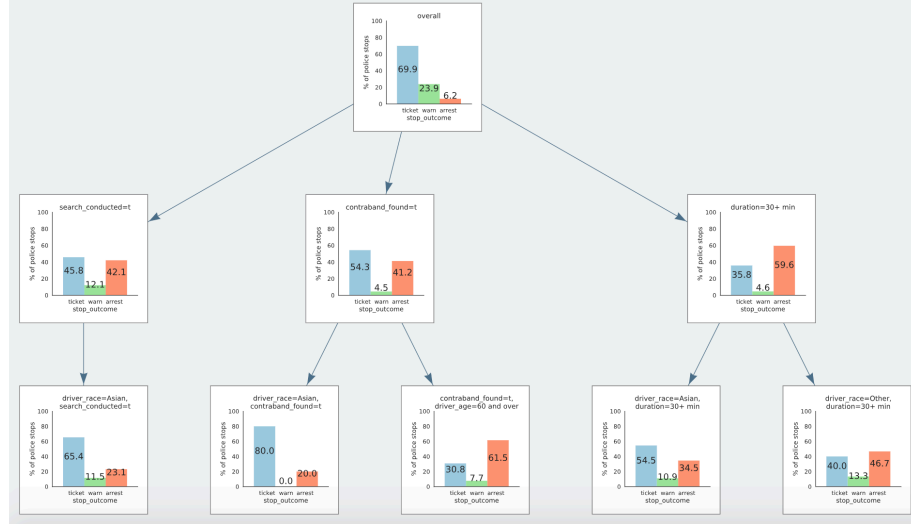 overall
% of police stops
100
80
60
40
20
0
69.9
23.9
6.2
ticket warn arrest
stop_outcome
search_conducted=t
% of police stops
100
80
60
40
20
0
45.8
12.1
42.1
ticket warn arrest
stop_outcome
contraband_found=t
% of police stops
100
80
60
40
20
0
54.3
4.5
41.2
ticket warn arrest
stop_outcome
duration=30+ min
% of police stops
100
80
60
40
20
0
35.8
4.6
59.6
ticket warn arrest
stop_outcome
driver_race=Asian,
search_conducted=t
% of police stops
100
80
60
40
20
0
65.4
11.5
23.1
ticket warn arrest
stop_outcome
driver_race=Asian,
contraband_found=t
% of police stops
100
80
60
40
20
0
80.0
0.0
20.0
ticket warn arrest
stop_outcome
contraband_found=t,
driver_age=60 and over
% of police stops
100
80
60
40
20
0
30.8
7.7
61.5
ticket warn arrest
stop_outcome
driver_race=Asian,
duration=30+ min
% of police stops
100
80
60
40
20
0
54.5
10.9
34.5
ticket warn arrest
stop_outcome
driver_race=Other,
duration=30+ min
% of police stops
100
80
60
40
20
0
40.0
13.3
46.7
ticket warn arrest
stop_outcome